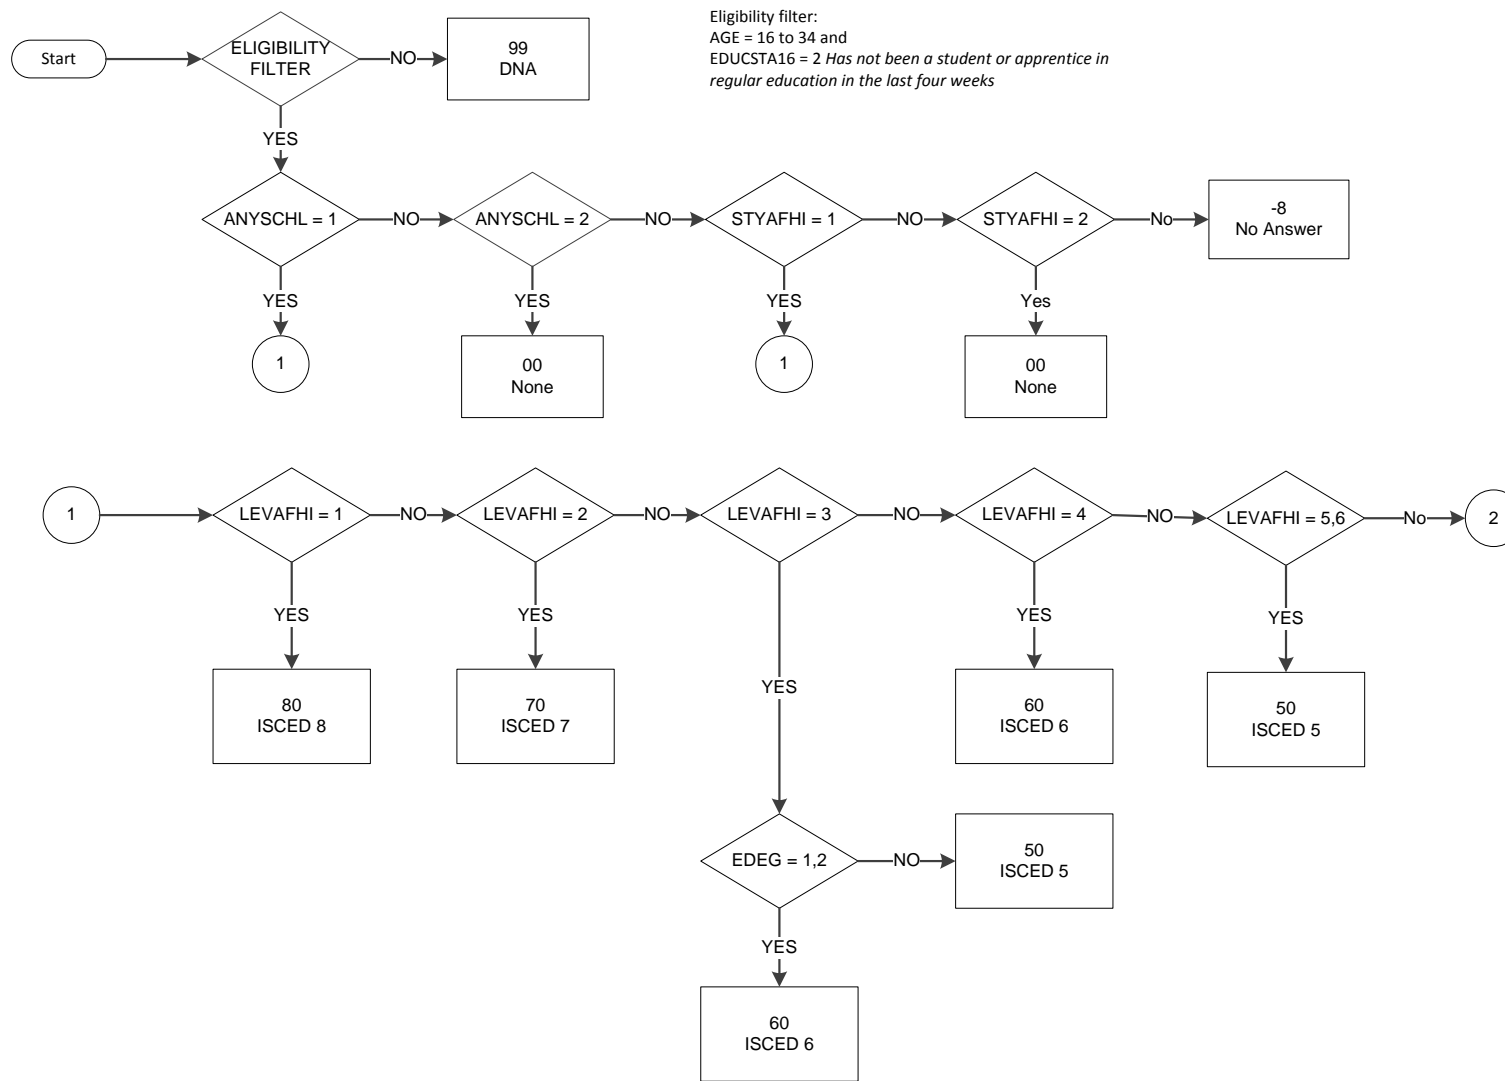 Eligibility filter:
AGE = 16 to 34 and
EDUCSTA16 = 2 Has not been a student or apprentice in
regular education in the last four weeks
Start
ELIGIBILITY
FILTER
NO
99
DNA
YES
ANYSCHL = 1
NO
ANYSCHL = 2
NO
STYAFHI = 1
NO
STYAFHI = 2
No
-8
No Answer
YES
YES
YES
Yes
1
00
None
1
00
None
1
LEVAFHI = 1
NO
LEVAFHI = 2
NO
LEVAFHI = 3
NO
LEVAFHI = 4
NO
LEVAFHI = 5,6
No
2
YES
YES
YES
YES
YES
80
ISCED 8
70
ISCED 7
60
ISCED 6
50
ISCED 5
EDEG = 1,2
NO
50
ISCED 5
YES
60
ISCED 6